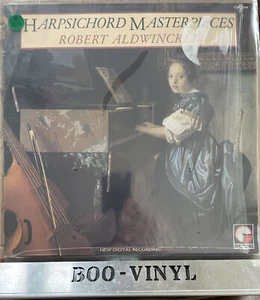 HARPSICHORD MASTERPIECES
ROBERT ALDWINCK
NEW DIGITAL RECORDING
BOO-VINYL